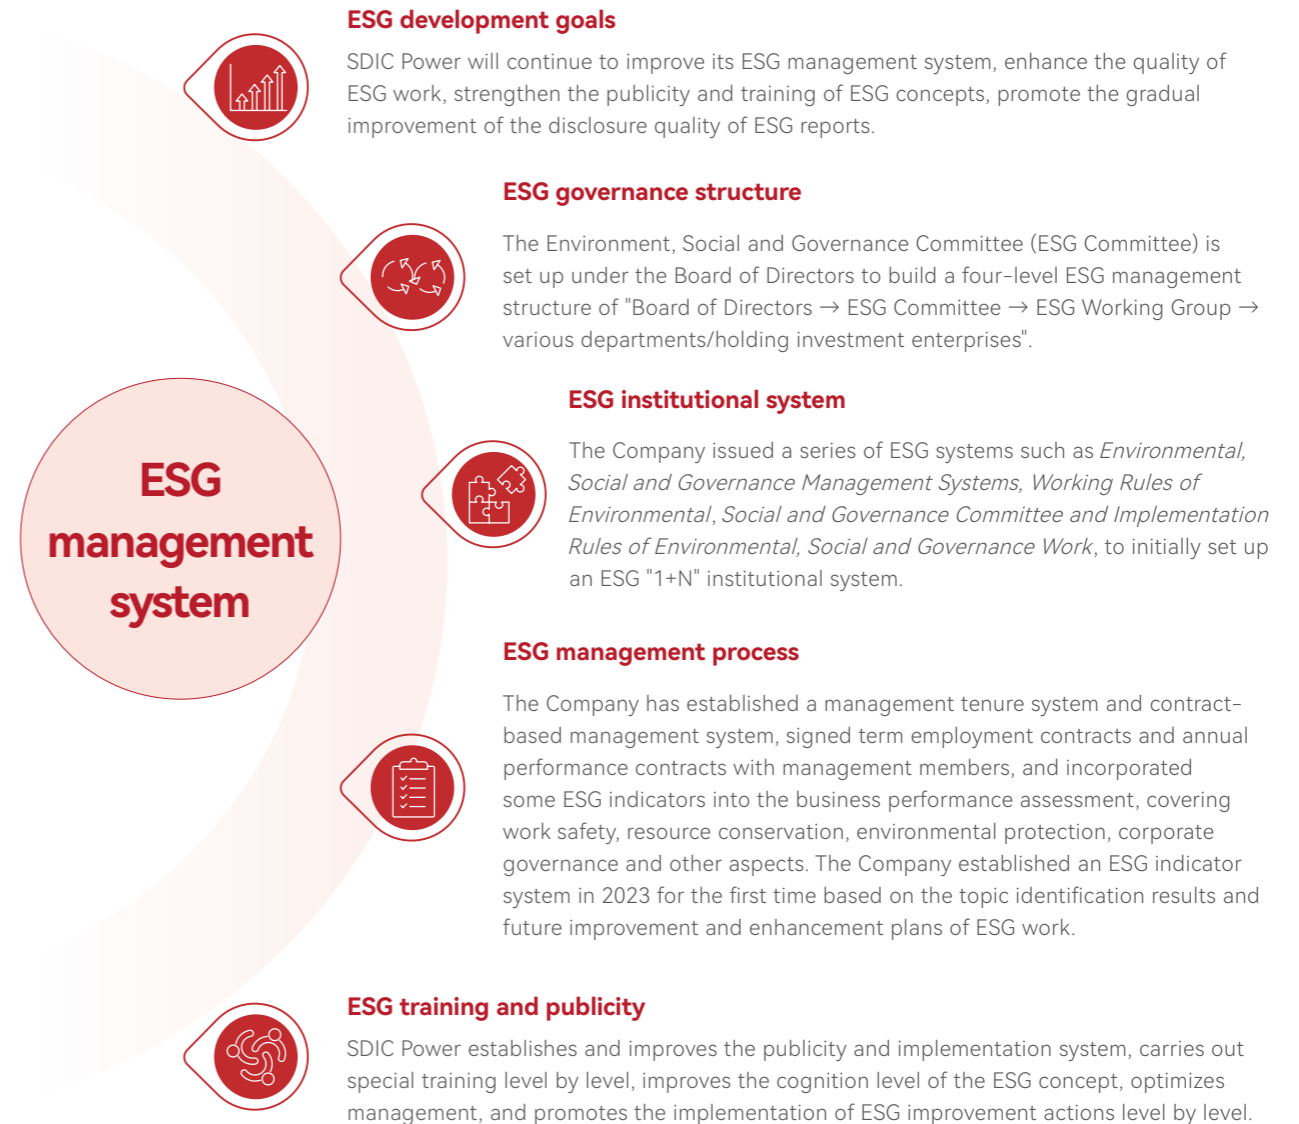 ESG development goals
SDIC Power will continue to improve its ESG management system, enhance the quality of
ESG work, strengthen the publicity and training of ESG concepts, promote the gradual
improvement of the disclosure quality of ESG reports.
ESG governance structure
The Environment, Social and Governance Committee (ESG Committee) is
set up under the Board of Directors to build a four-level ESG management
structure of "Board of Directors → ESG Committee → ESG Working Group →
various departments/holding investment enterprises".
ESG institutional system
The Company issued a series of ESG systems such as Environmental,
Social and Governance Management Systems, Working Rules of
Environmental, Social and Governance Committee and Implementation
Rules of Environmental, Social and Governance Work, to initially set up
an ESG "1+N" institutional system.
ESG
management
system
ESG management process
The Company has established a management tenure system and contract-
based management system, signed term employment contracts and annual
performance contracts with management members, and incorporated
some ESG indicators into the business performance assessment, covering
work safety, resource conservation, environmental protection, corporate
governance and other aspects. The Company established an ESG indicator
system in 2023 for the first time based on the topic identification results and
future improvement and enhancement plans of ESG work.
ESG training and publicity
SDIC Power establishes and improves the publicity and implementation system, carries out
special training level by level, improves the cognition level of the ESG concept, optimizes
management, and promotes the implementation of ESG improvement actions level by level.